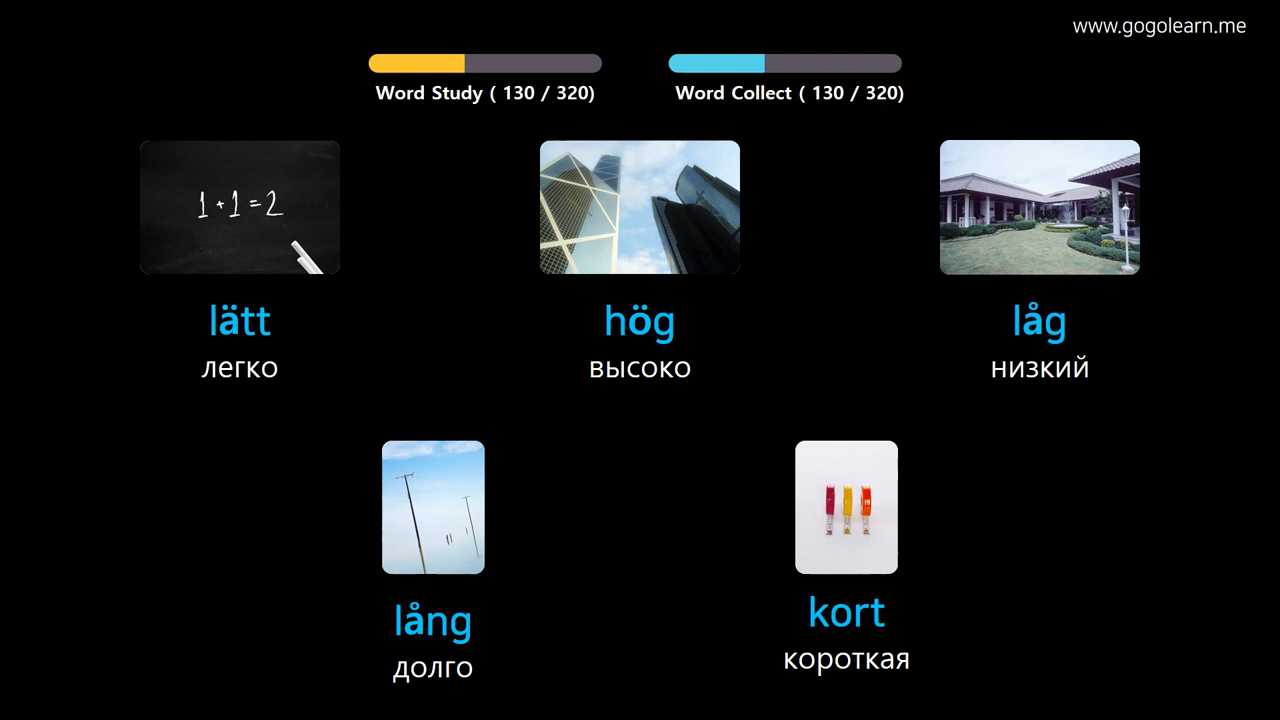 www.gogolearn.me
Word Study ( 130 / 320)
Word Collect ( 130 / 320)
1 + 1 = 2
lätt
легко
hög
высоко
låg
низкий
lång
долго
kort
короткая